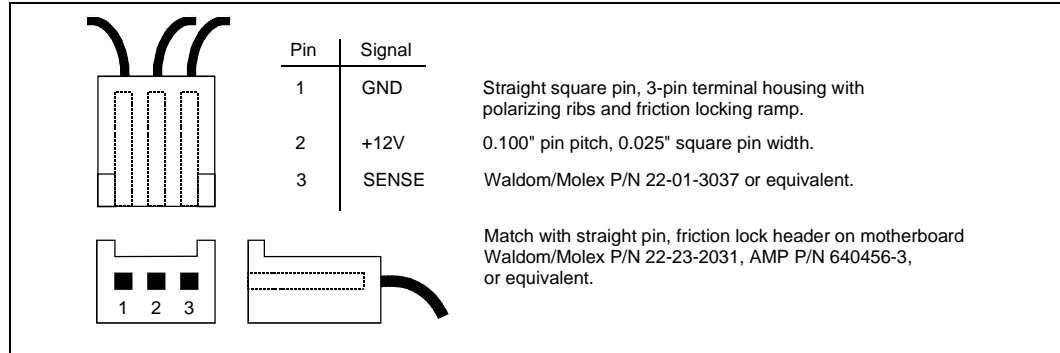 Pin Signal
1 GND Straight square pin, 3-pin terminal housing with
polarizing ribs and friction locking ramp.
2 +12V 0.100" pin pitch, 0.025" square pin width.
3 SENSE Waldom/Molex P/N 22-01-3037 or equivalent.
Match with straight pin, friction lock header on motherboard
Waldom/Molex P/N 22-23-2031, AMP P/N 640456-3,
or equivalent.
1 2 3